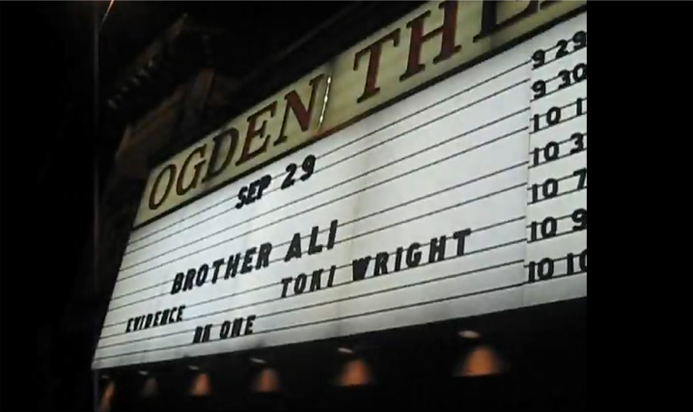 OGDEN THE
SEP 29
BROTHER ALI
TOKI WRIGHT
EVIDENCE
BK ONE
9 29
9 30
10 1
10 3
10 7
10 9
10 10